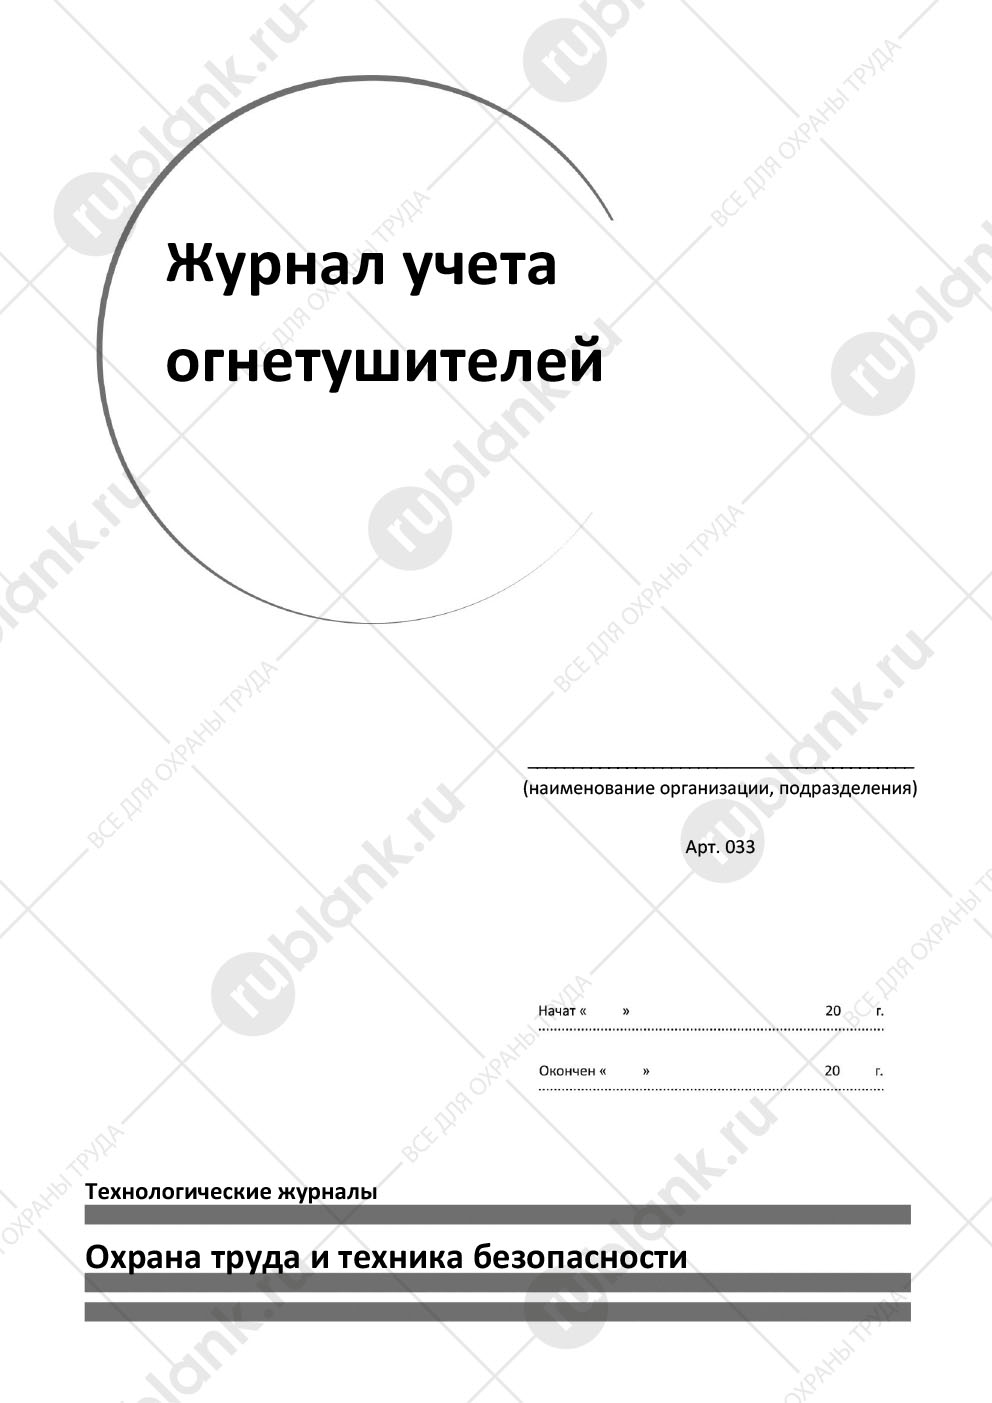 Журнал учета
огнетушителей
(наименование организации, подразделения)
Арт. 033
Начат « » 20 г.
Окончен « » 20 г.
Технологические журналы
Охрана труда и техника безопасности
rublank.ru
ВСЕ ДЛЯ ОХРАНЫ ТРУДА